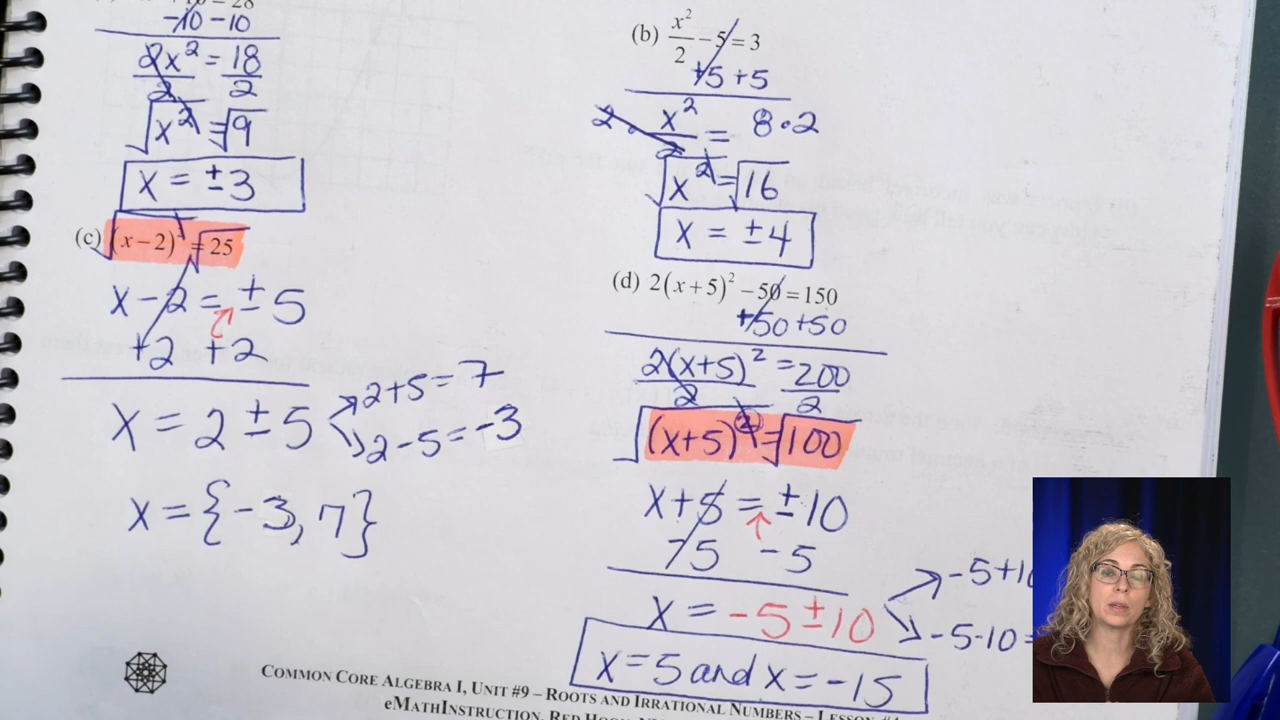 -10 -10
2x² = 18
2 2
√x² = √9
x = ±3
(c) (x-2)² = 25
x-2 = ±5
+2 +2
x = 2 ± 5
2+5=7
2-5=-3
x = {-3, 7}
(b) x²/2 - 5 = 3
+5 +5
2 · x²/2 = 8·2
√x² = √16
x = ±4
(d) 2(x+5)² - 50 = 150
+50 +50
2(x+5)² = 200
2 2
√(x+5)² = √100
x+5 = ±10
-5 -5
x = -5 ± 10
-5+10
-5-10=
x=5 and x=-15
COMMON CORE ALGEBRA I, UNIT #9 – ROOTS AND IRRATIONAL NUMBERS – LESSON #4
eMATHINSTRUCTION, RED HOOK,